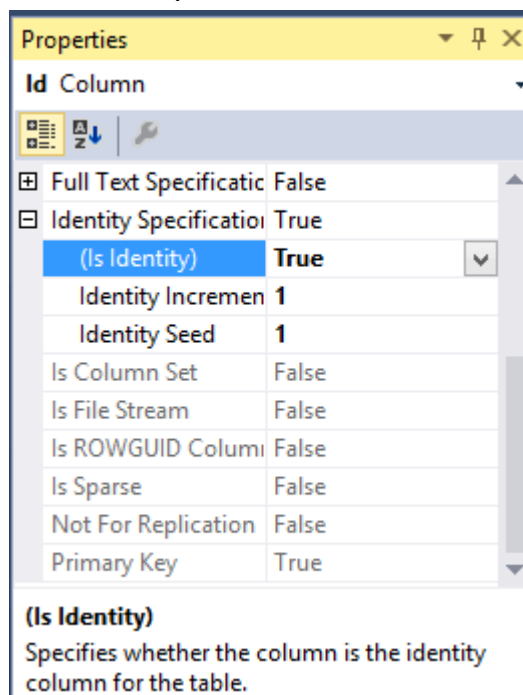 Properties
Id Column
Full Text Specificatic False
Identity Specification True
(Is Identity) True
Identity Incremen 1
Identity Seed 1
Is Column Set False
Is File Stream False
Is ROWGUID Colum False
Is Sparse False
Not For Replication False
Primary Key True
(Is Identity)
Specifies whether the column is the identity
column for the table.